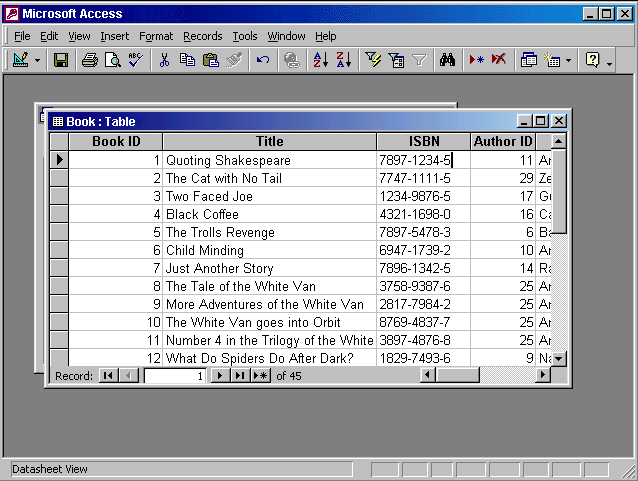 Microsoft Access
File Edit View Insert Format Records Tools Window Help
Book : Table
Book ID Title ISBN Author ID
1 Quoting Shakespeare 7897-1234-5 11 Ar
2 The Cat with No Tail 7747-1111-5 29 Ze
3 Two Faced Joe 1234-9876-5 17 Gu
4 Black Coffee 4321-1698-0 16 Ca
5 The Trolls Revenge 7897-5478-3 6 Ba
6 Child Minding 6947-1739-2 10 Ar
7 Just Another Story 7896-1342-5 14 Ra
8 The Tale of the White Van 3758-9387-6 25 Ar
9 More Adventures of the White Van 2817-7984-2 25 Ar
10 The White Van goes into Orbit 8769-4837-7 25 Ar
11 Number 4 in the Trilogy of the White 3897-4876-8 25 Ar
12 What Do Spiders Do After Dark? 1829-7493-6 9 Na
Record: 1 of 45
Datasheet View